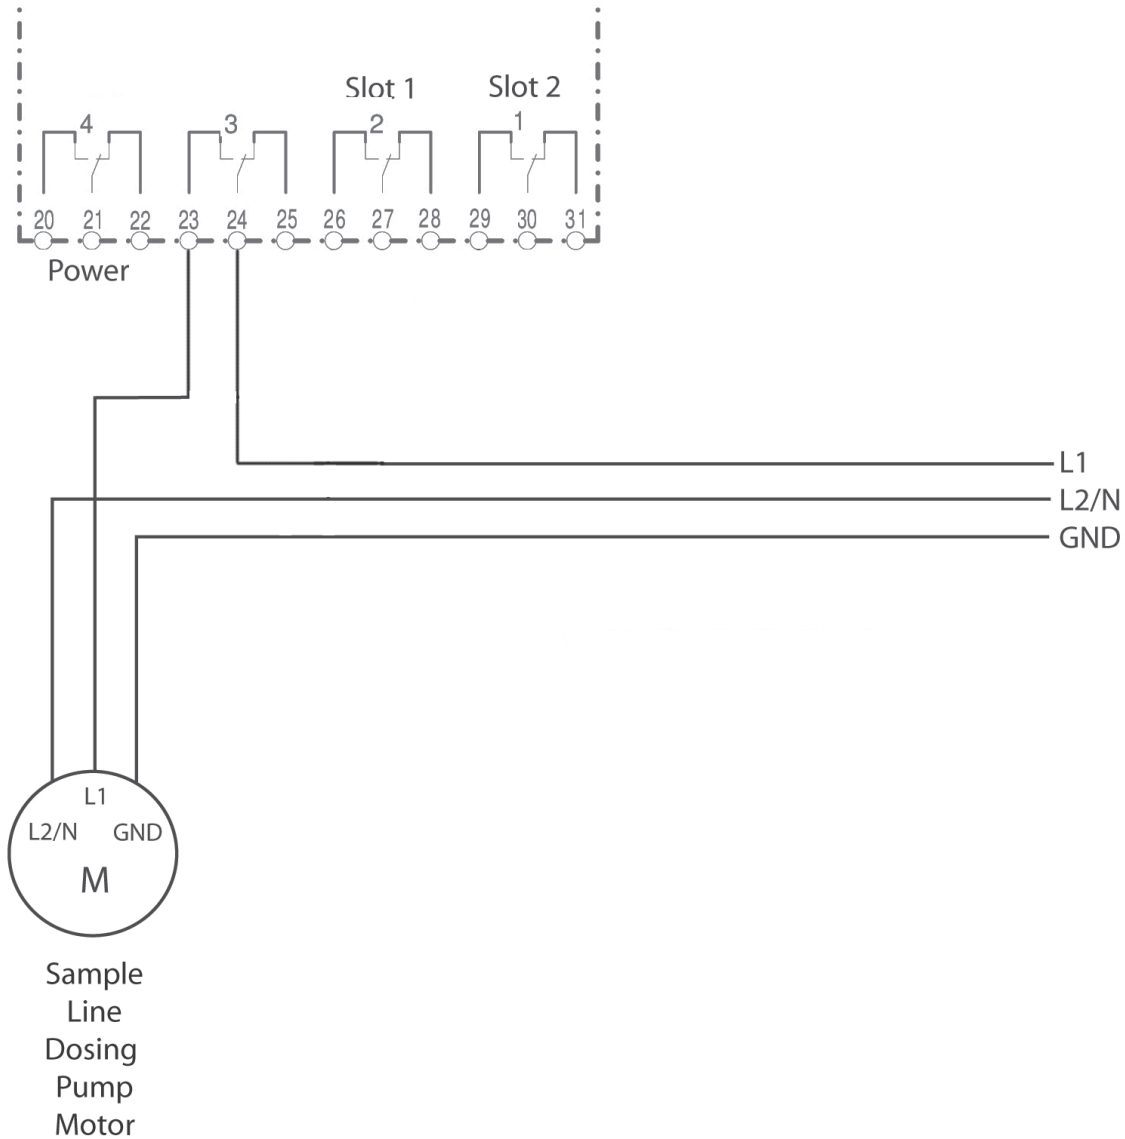 Slot 1 Slot 2
4 3 2 1
20 21 22 23 24 25 26 27 28 29 30 31
Power
L1
L2/N
GND
L1
L2/N GND
M
Sample
Line
Dosing
Pump
Motor